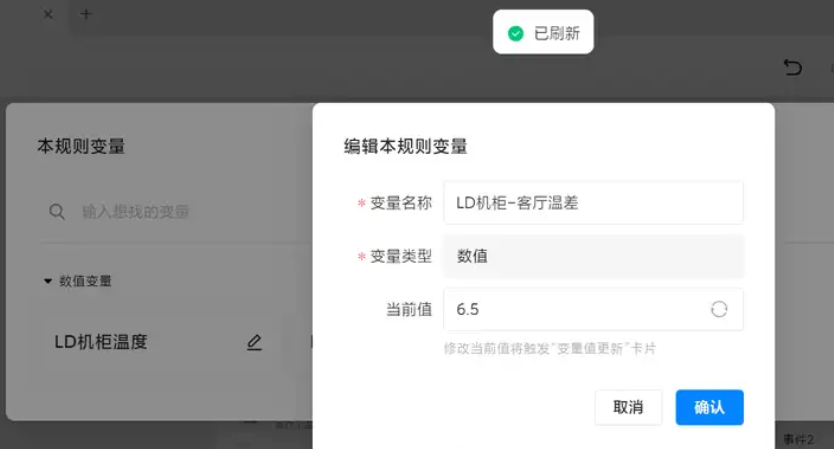 已刷新
本规则变量
输入想找的变量
数值变量
LD机柜温度
编辑本规则变量
* 变量名称 LD机柜-客厅温差
* 变量类型 数值
当前值 6.5
修改当前值将触发“变量值更新”卡片
取消 确认
事件2